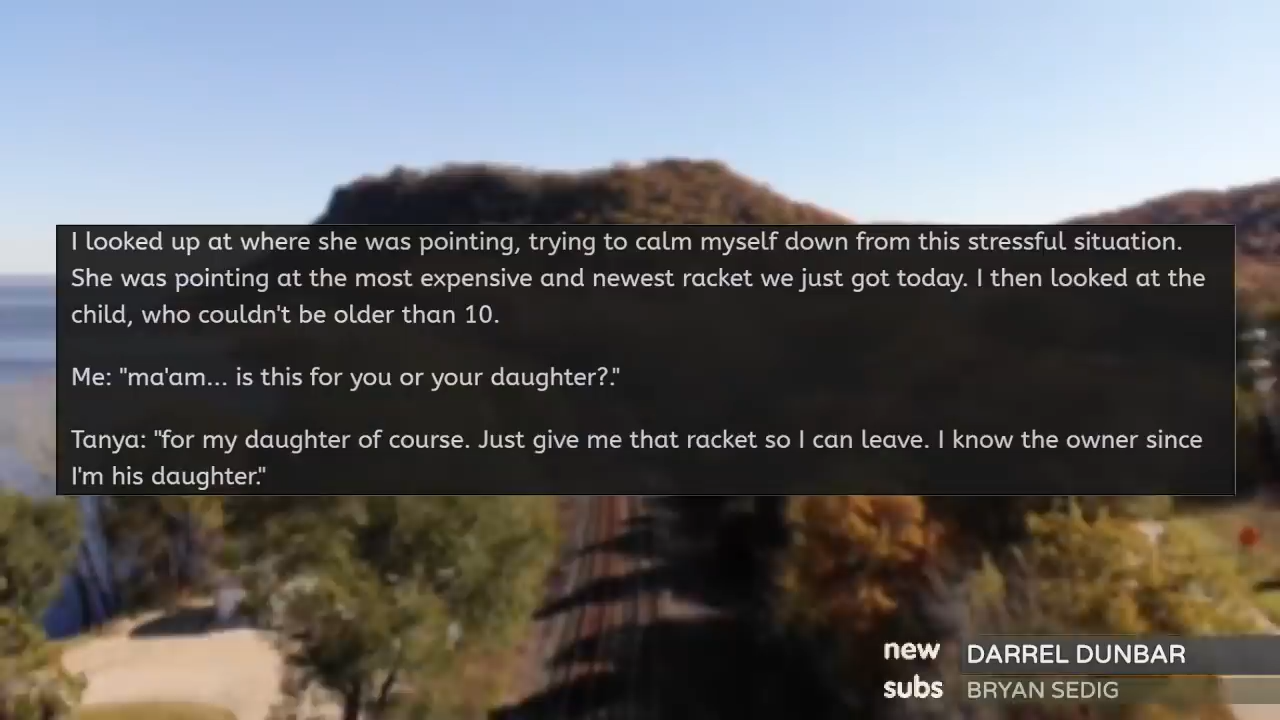 I looked up at where she was pointing, trying to calm myself down from this stressful situation.
She was pointing at the most expensive and newest racket we just got today. I then looked at the
child, who couldn't be older than 10.
Me: "ma'am... is this for you or your daughter?."
Tanya: "for my daughter of course. Just give me that racket so I can leave. I know the owner since
I'm his daughter."
new DARREL DUNBAR
subs BRYAN SEDIG